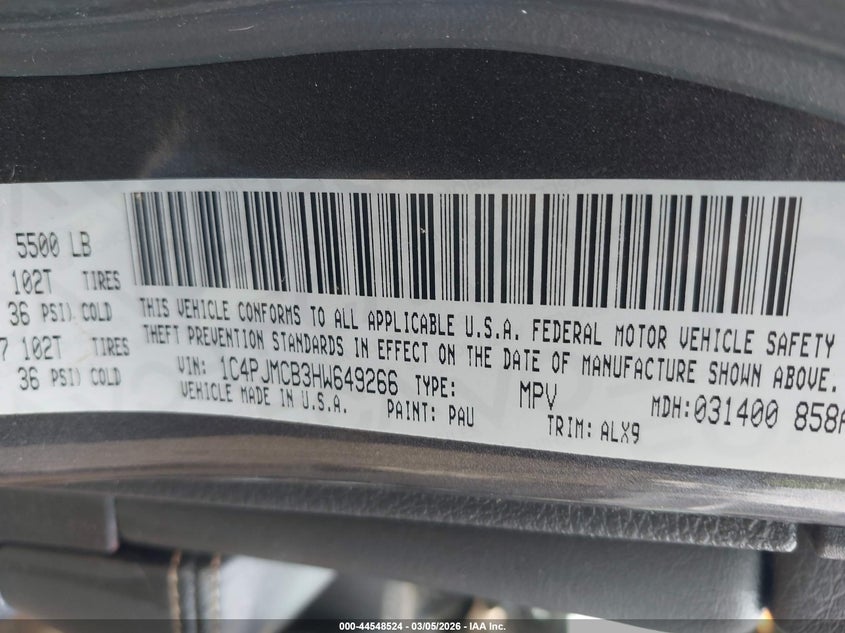 5500 LB
102T TIRES
36 PSI) COLD
7 102T TIRES
36 PSI) COLD
THIS VEHICLE CONFORMS TO ALL APPLICABLE U.S.A. FEDERAL MOTOR VEHICLE SAFETY
THEFT PREVENTION STANDARDS IN EFFECT ON THE DATE OF MANUFACTURE SHOWN ABOVE.
VIN: 1C4PJMCB3HW649266 TYPE: MPV MDH:031400 858A
VEHICLE MADE IN U.S.A. PAINT: PAU TRIM: ALX9
000-44548524 — 03/05/2026 — IAA Inc.